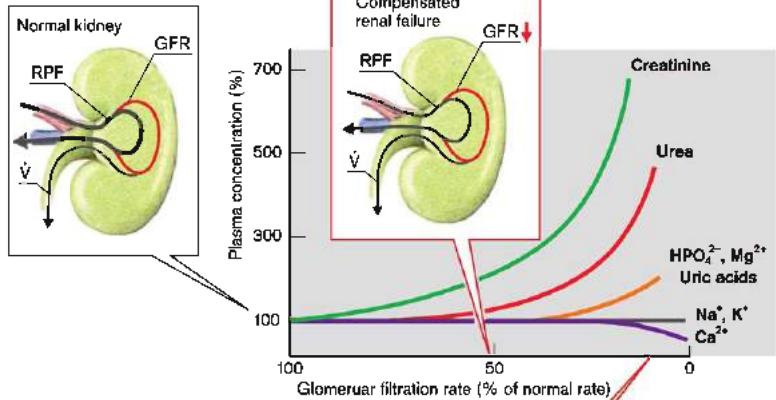 Normal kidney
GFR
RPF
V̇
Compensated
renal failure
GFR
RPF
V̇
Plasma concentration (%)
700
500
300
100
Creatinine
Urea
HPO₄²⁻, Mg²⁺
Uric acids
Na⁺, K⁺
Ca²⁺
100
50
0
Glomeruar filtration rate (% of normal rate)